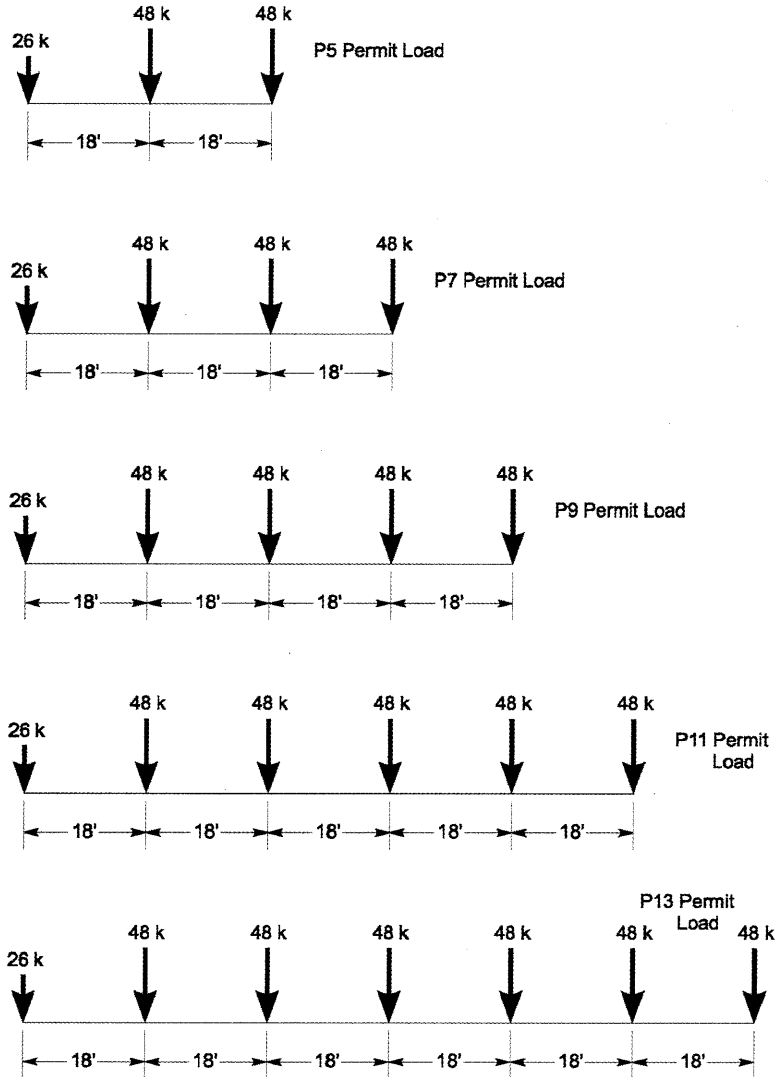 48 k 48 k
26 k
P5 Permit Load
18' 18'
48 k 48 k 48 k
26 k
P7 Permit Load
18' 18' 18'
48 k 48 k 48 k 48 k
26 k
P9 Permit Load
18' 18' 18' 18'
48 k 48 k 48 k 48 k 48 k
26 k
P11 Permit
Load
18' 18' 18' 18' 18'
P13 Permit
Load
48 k 48 k 48 k 48 k 48 k 48 k
26 k
18' 18' 18' 18' 18' 18'